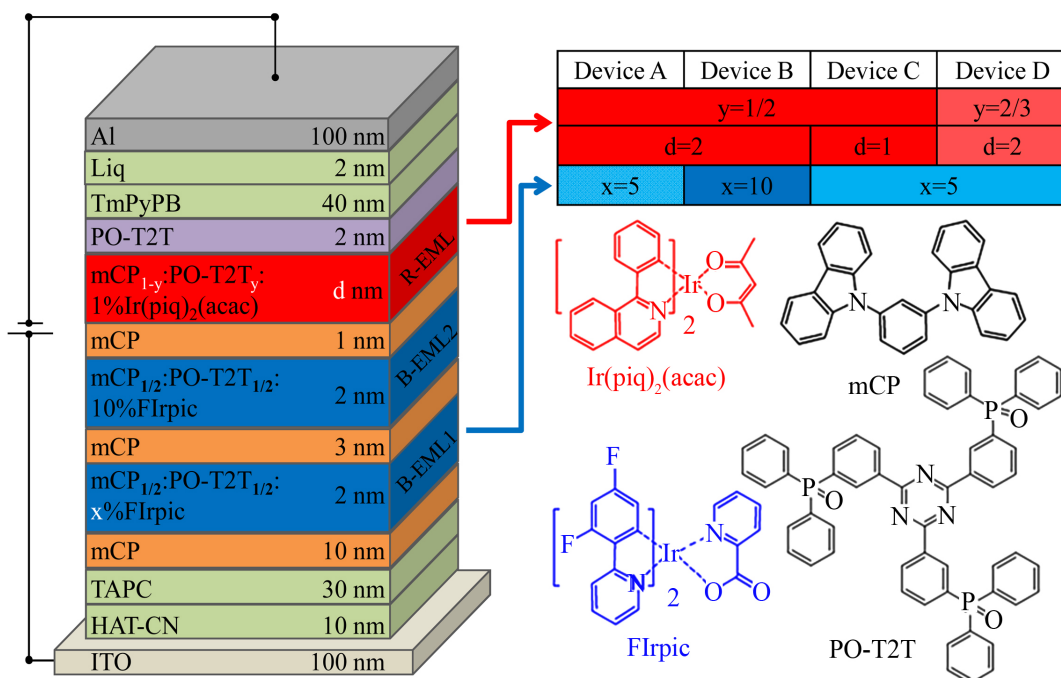 Al 100 nm
Liq 2 nm
TmPyPB 40 nm
PO-T2T 2 nm
mCP1-y:PO-T2Ty:
1%Ir(piq)2(acac) d nm
R-EML
mCP 1 nm
mCP1/2:PO-T2T1/2:
10%FIrpic 2 nm
B-EML2
mCP 3 nm
mCP1/2:PO-T2T1/2:
x%FIrpic 2 nm
B-EML1
mCP 10 nm
TAPC 30 nm
HAT-CN 10 nm
ITO 100 nm
Device A Device B Device C Device D
y=1/2 y=2/3
d=2 d=1 d=2
x=5 x=10 x=5
O
Ir
N
O
2
Ir(piq)2(acac)
N N
mCP
F
F
N
Ir
N
O
O
2
FIrpic
P
O
P
O
N
N
N
P
O
PO-T2T